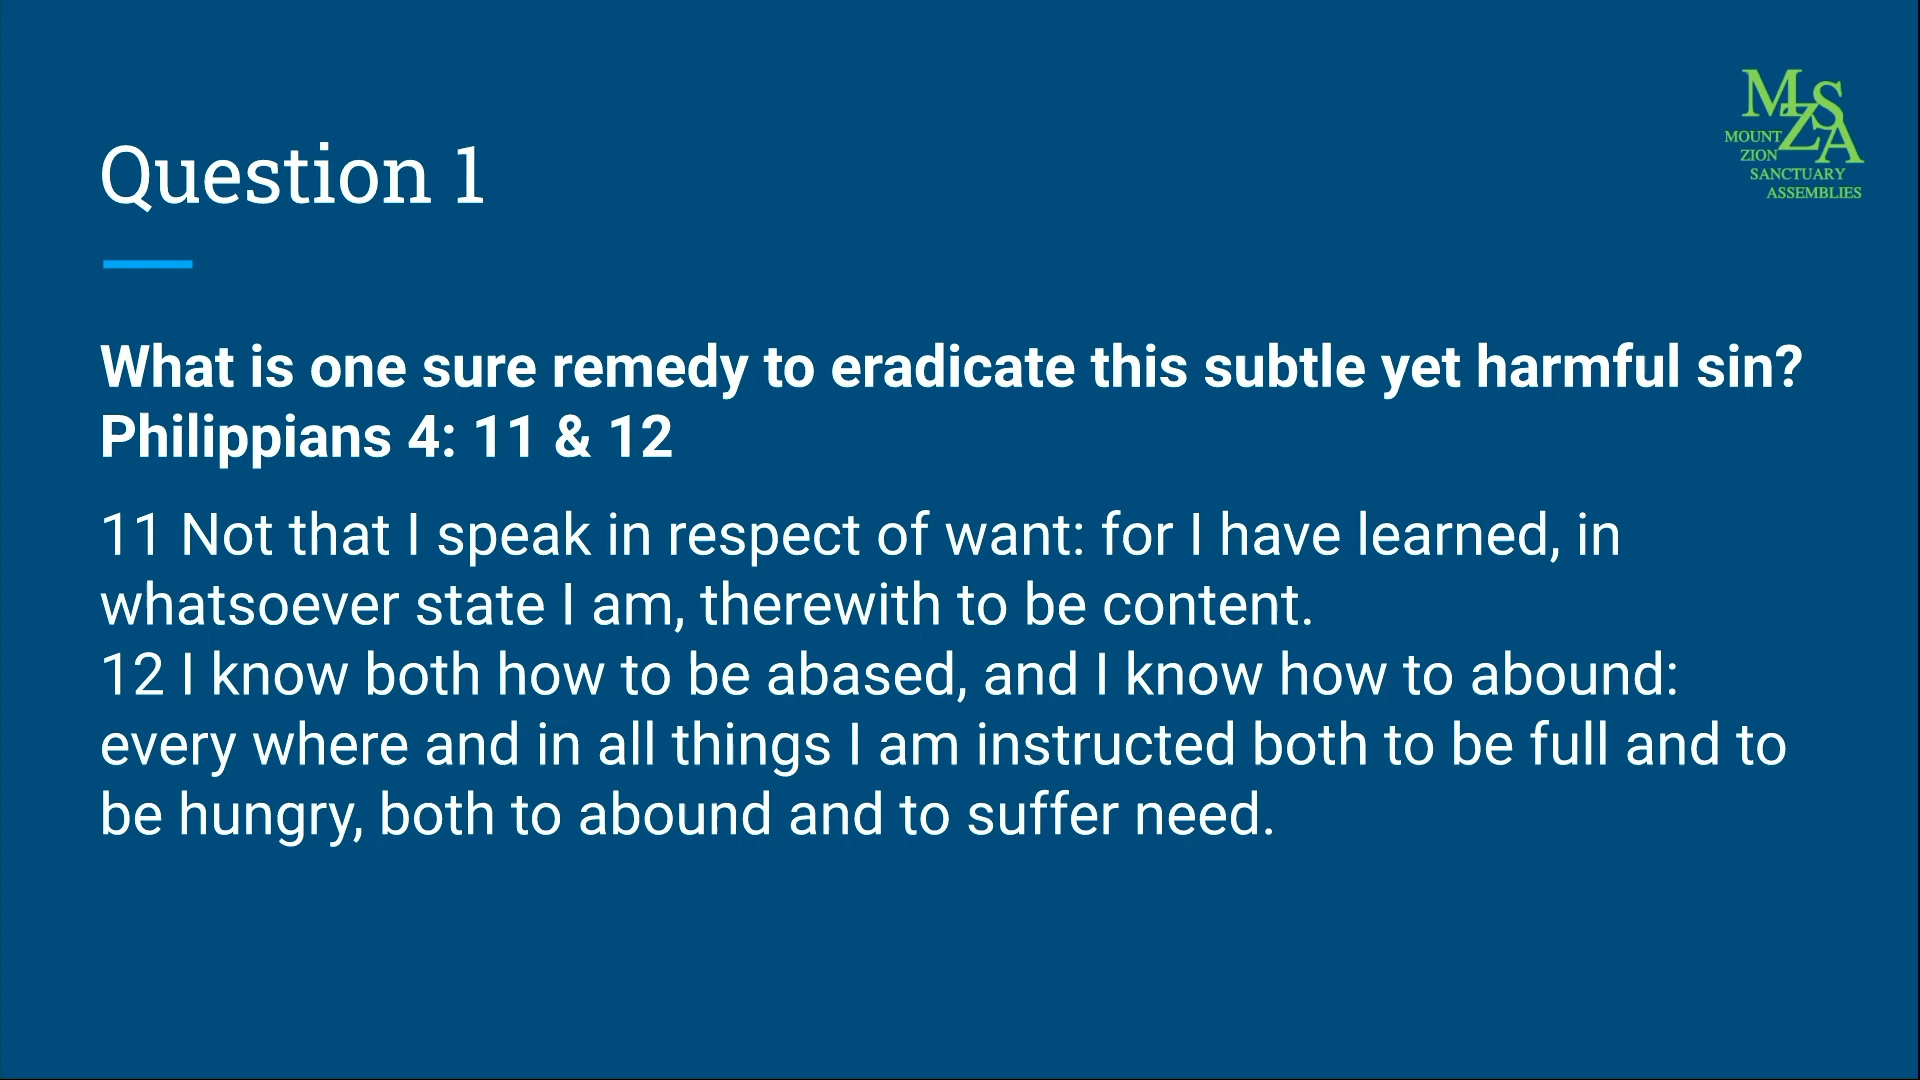 MZSA
MOUNT
ZION
SANCTUARY
ASSEMBLIES
Question 1
What is one sure remedy to eradicate this subtle yet harmful sin?
Philippians 4: 11 & 12
11 Not that I speak in respect of want: for I have learned, in
whatsoever state I am, therewith to be content.
12 I know both how to be abased, and I know how to abound:
every where and in all things I am instructed both to be full and to
be hungry, both to abound and to suffer need.